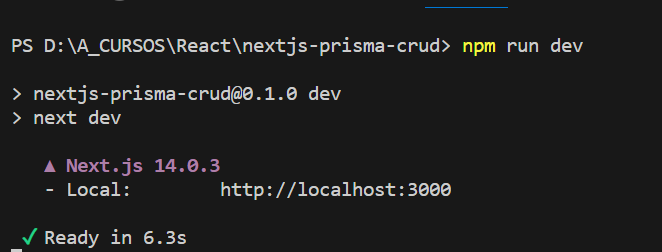 PS D:\A_CURSOS\React\nextjs-prisma-crud> npm run dev
> nextjs-prisma-crud@0.1.0 dev
> next dev
▲ Next.js 14.0.3
- Local: http://localhost:3000
✓ Ready in 6.3s